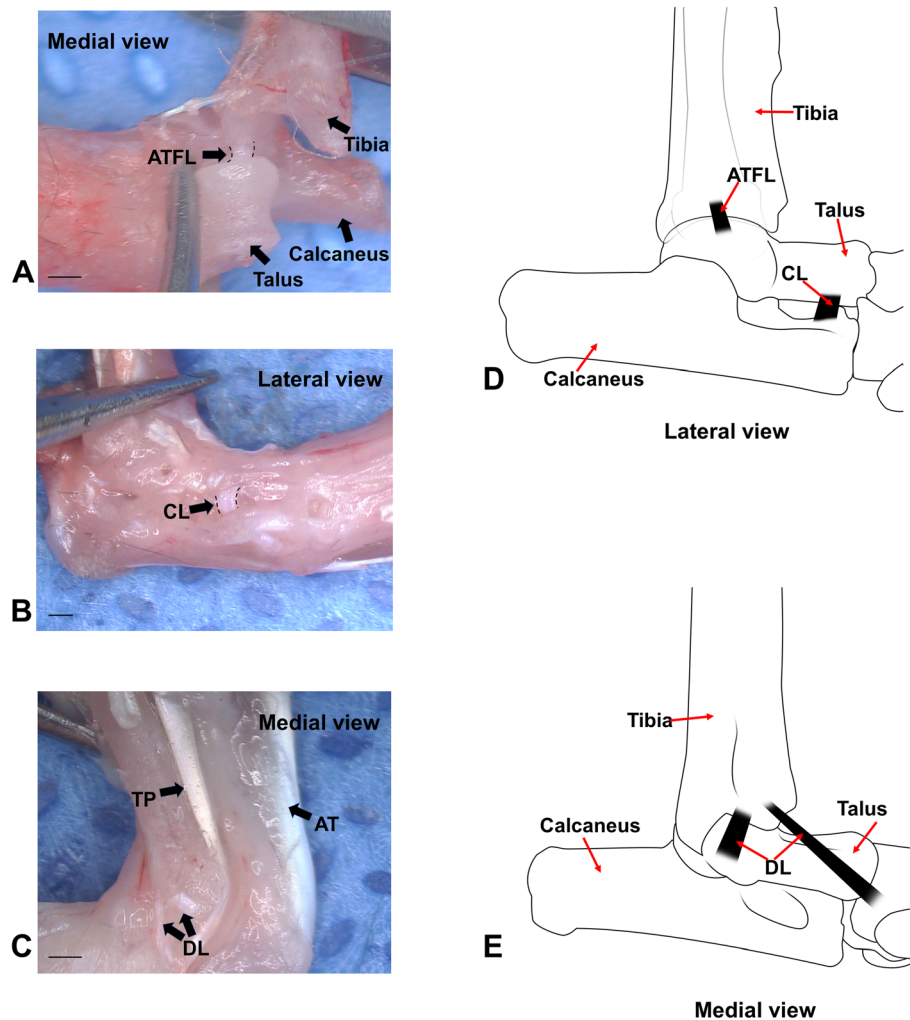 Medial view
Tibia
ATFL
Calcaneus
Talus
A
Lateral view
CL
B
Medial view
TP
AT
DL
C
Tibia
ATFL
Talus
CL
Calcaneus
D
Lateral view
Tibia
Talus
Calcaneus
DL
E
Medial view